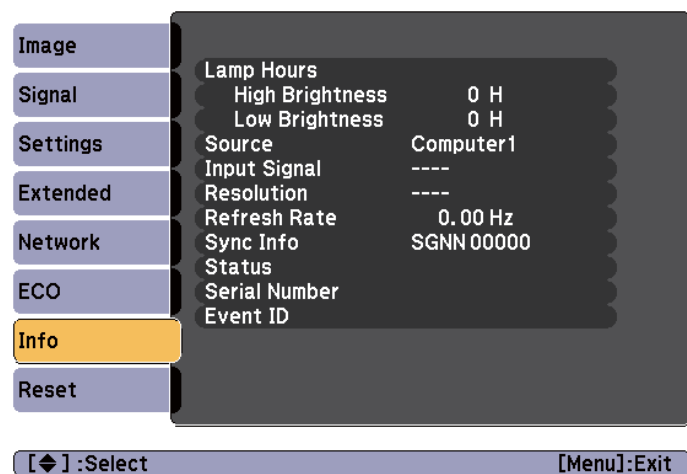 Image
Signal
Settings
Extended
Network
ECO
Info
Reset
Lamp Hours
High Brightness 0 H
Low Brightness 0 H
Source Computer1
Input Signal ----
Resolution ----
Refresh Rate 0.00 Hz
Sync Info SGNN 00000
Status
Serial Number
Event ID
[◆] :Select [Menu]:Exit